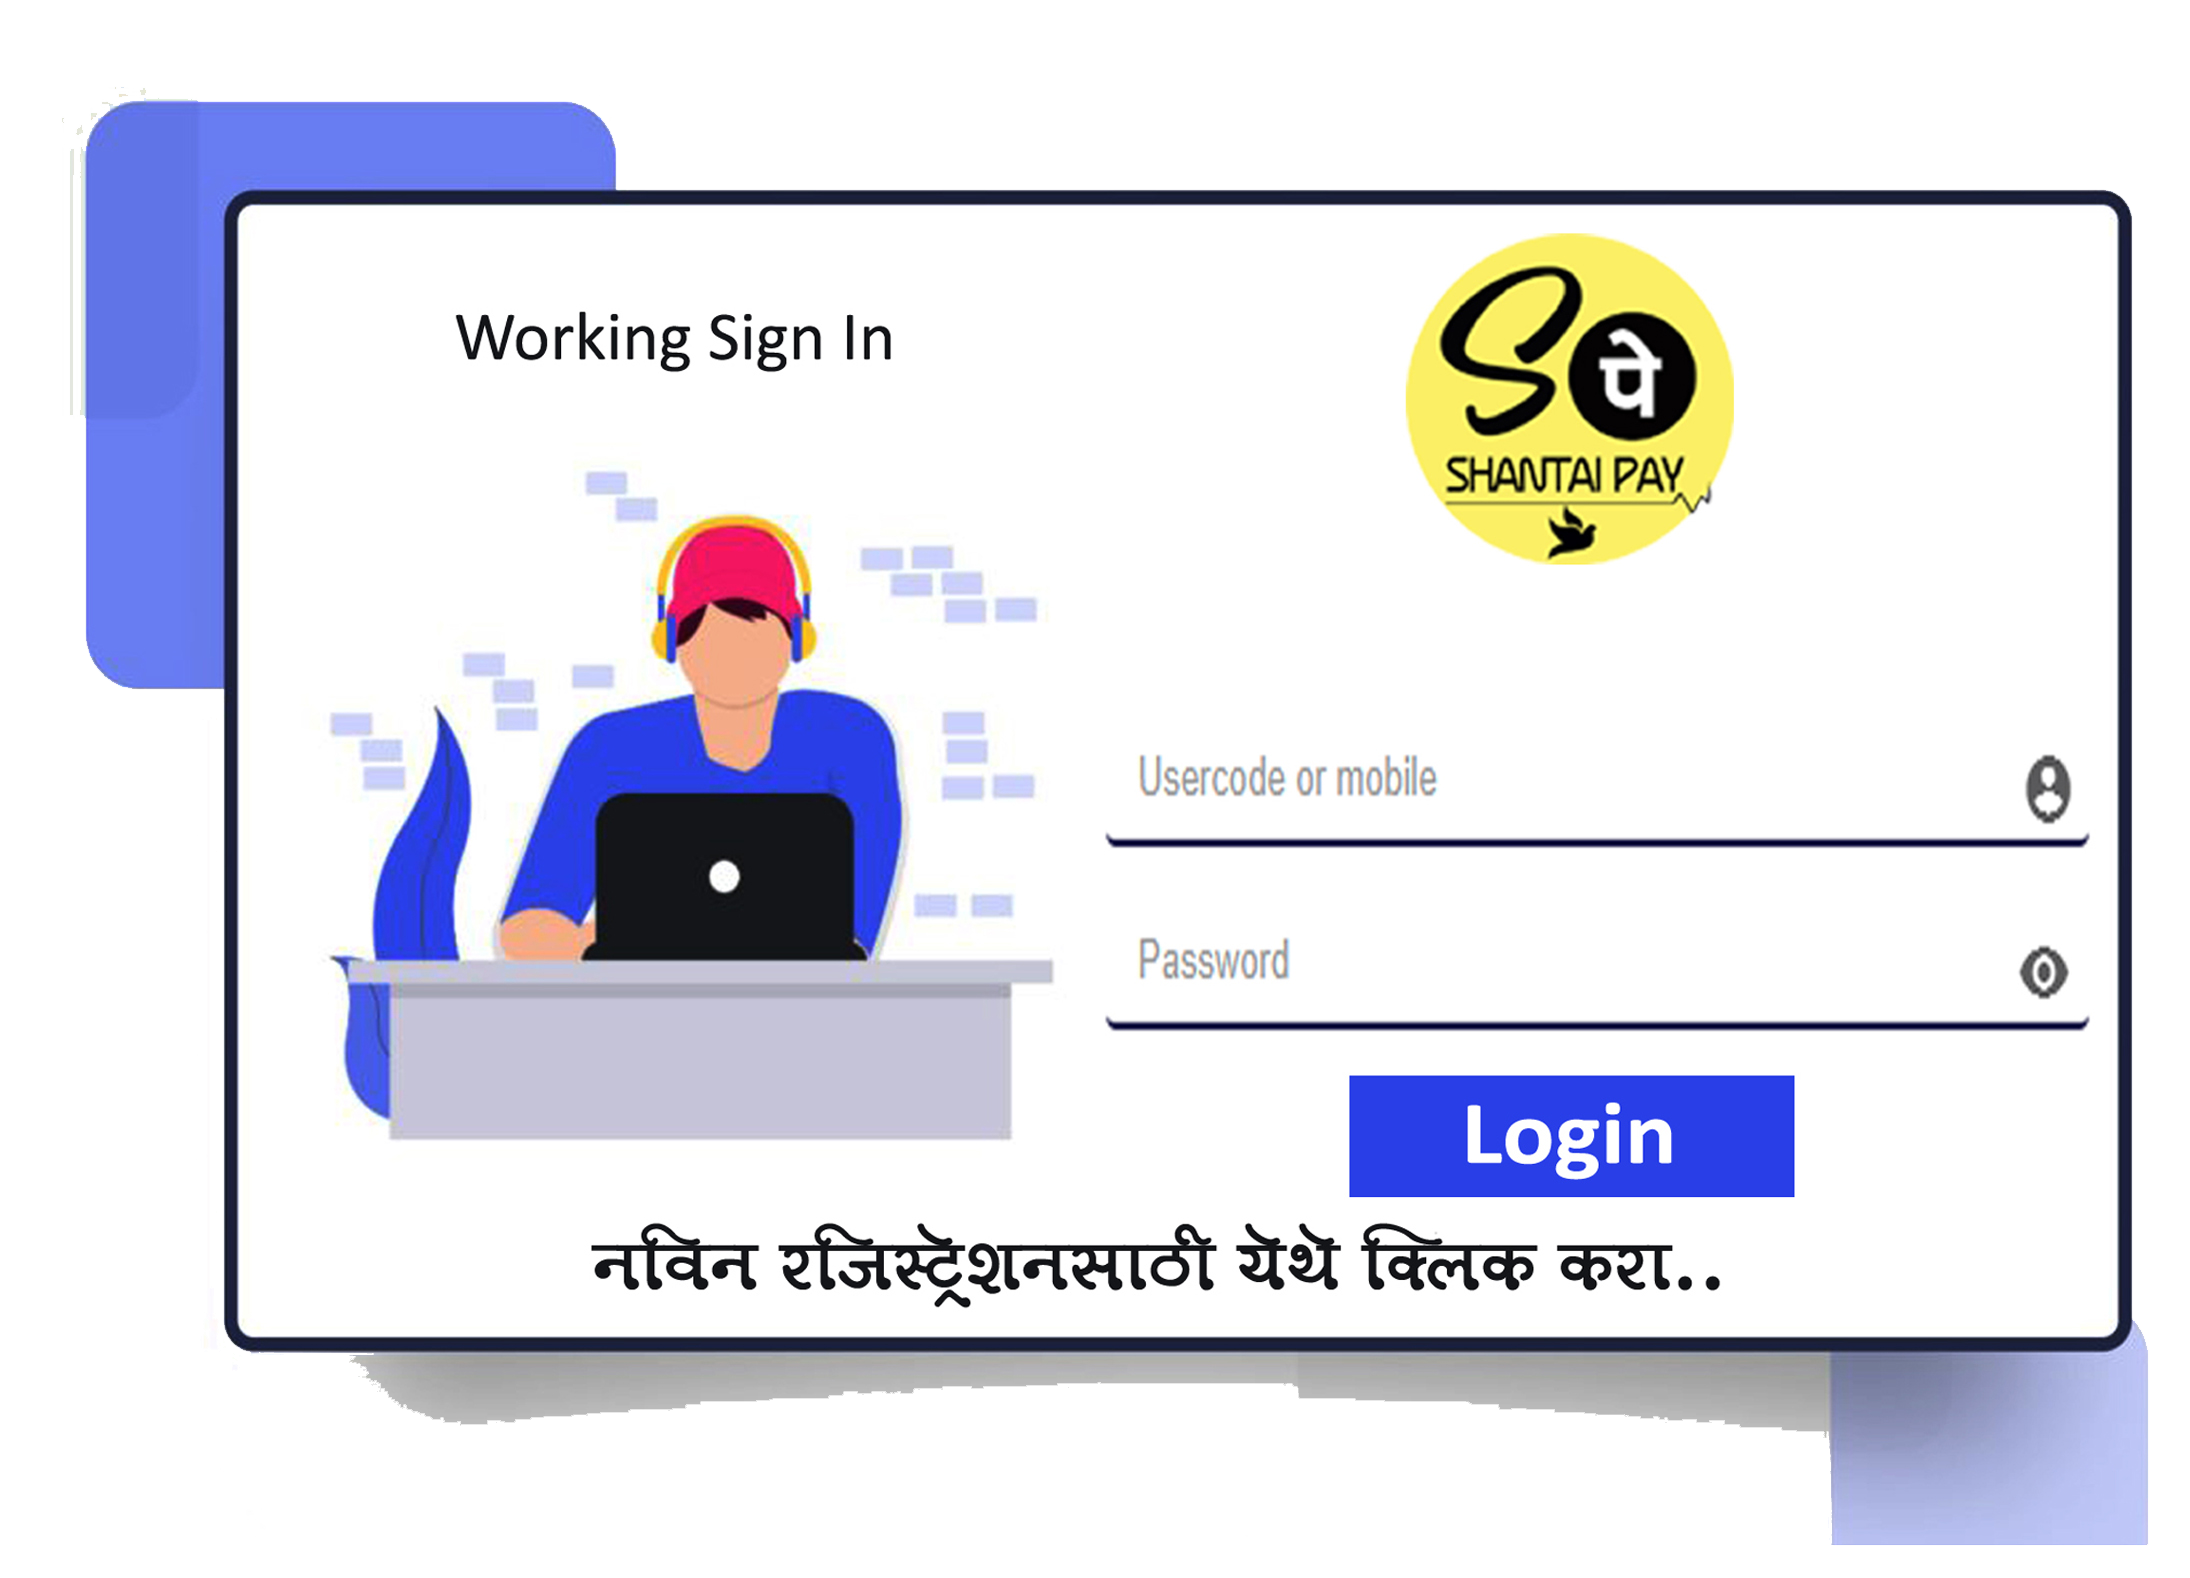 Working Sign In
S पे
SHANTAI PAY
Usercode or mobile
Password
Login
नविन रजिस्ट्रेशनसाठी येथे क्लिक करा..